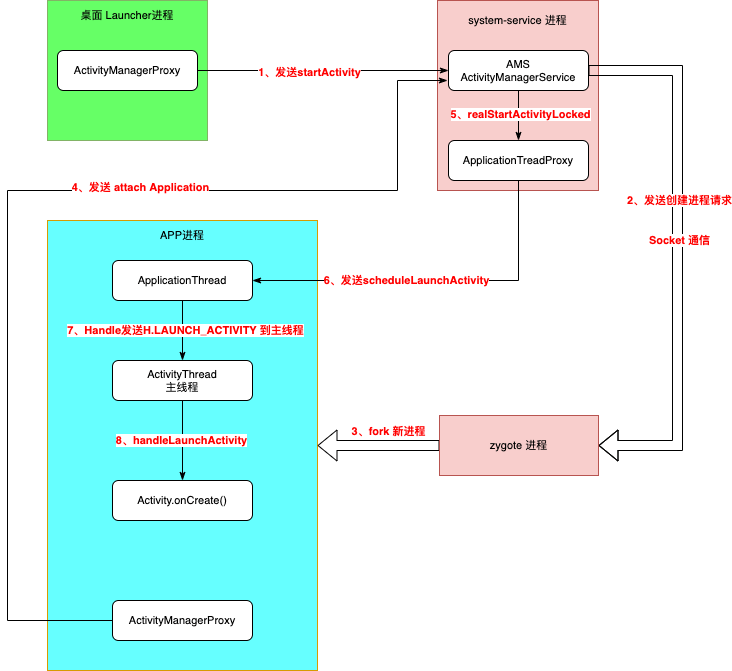 桌面 Launcher进程
ActivityManagerProxy
1、发送startActivity
system-service 进程
AMS
ActivityManagerService
5、realStartActivityLocked
ApplicationTreadProxy
4、发送 attach Application
2、发送创建进程请求
Socket 通信
APP进程
ApplicationThread
6、发送scheduleLaunchActivity
7、Handle发送H.LAUNCH_ACTIVITY 到主线程
ActivityThread
主线程
8、handleLaunchActivity
3、fork 新进程
zygote 进程
Activity.onCreate()
ActivityManagerProxy